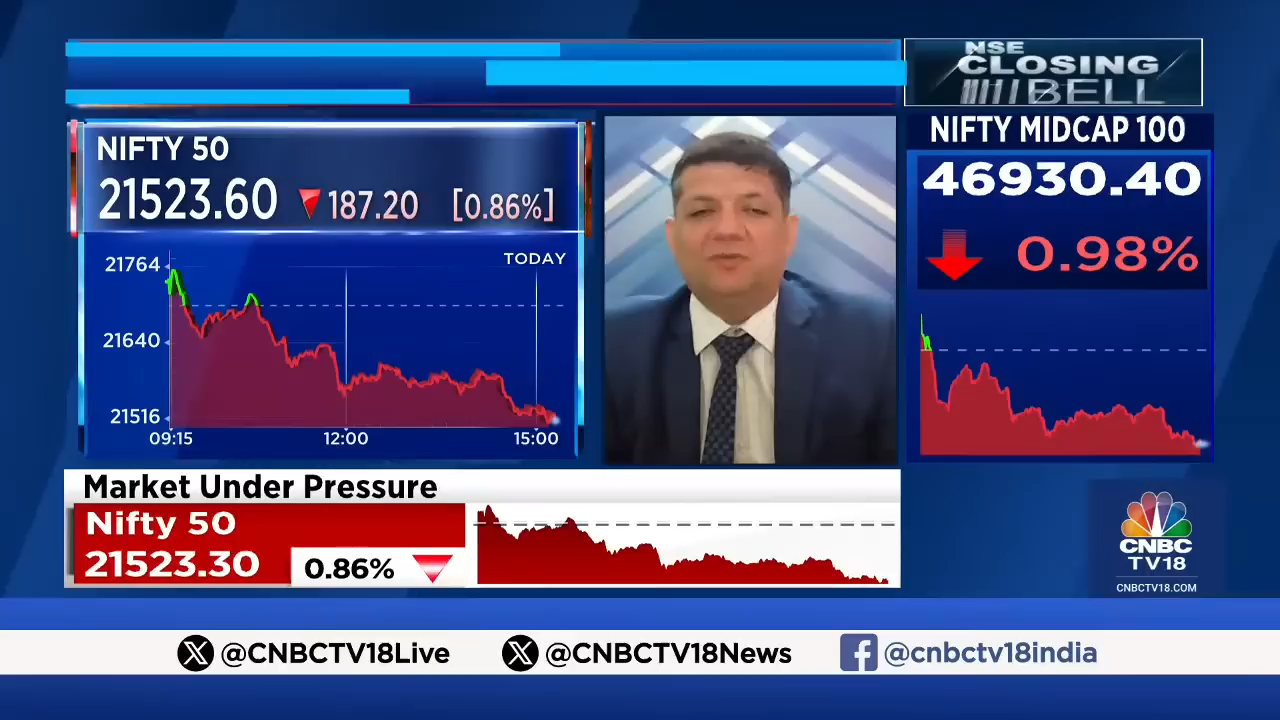 NSE
CLOSING
BELL
NIFTY 50
21523.60 187.20 [0.86%]
TODAY
21764
21640
21516
09:15 12:00 15:00
NIFTY MIDCAP 100
46930.40
0.98%
Market Under Pressure
Nifty 50
21523.30 0.86%
CNBC
TV18
CNBCTV18.COM
@CNBCTV18Live @CNBCTV18News @cnbctv18india